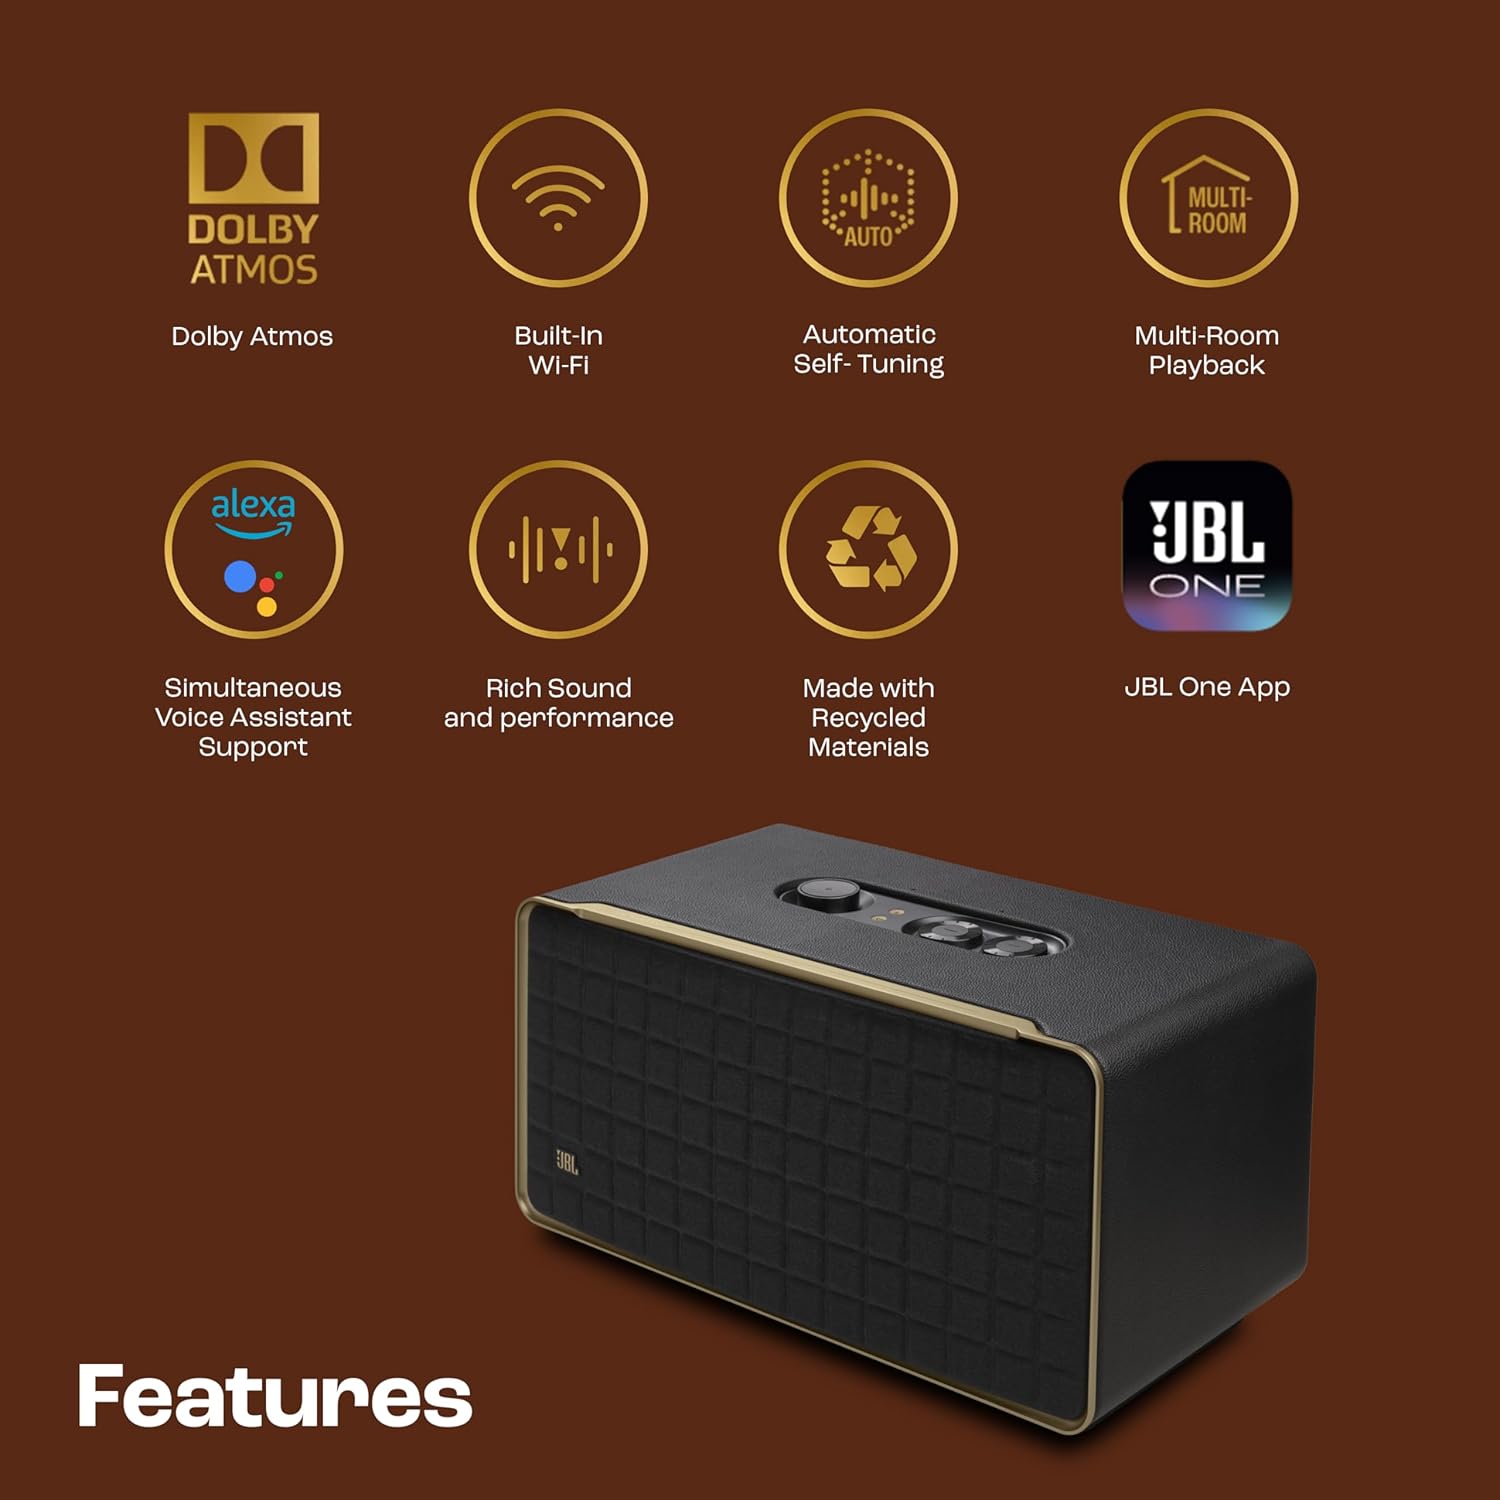 DOLBY
ATMOS
AUTO
MULTI-
ROOM
Dolby Atmos
Built-In
Wi-Fi
Automatic
Self- Tuning
Multi-Room
Playback
alexa
JBL
ONE
Simultaneous
Voice Assistant
Support
Rich Sound
and performance
Made with
Recycled
Materials
JBL One App
JBL
Features